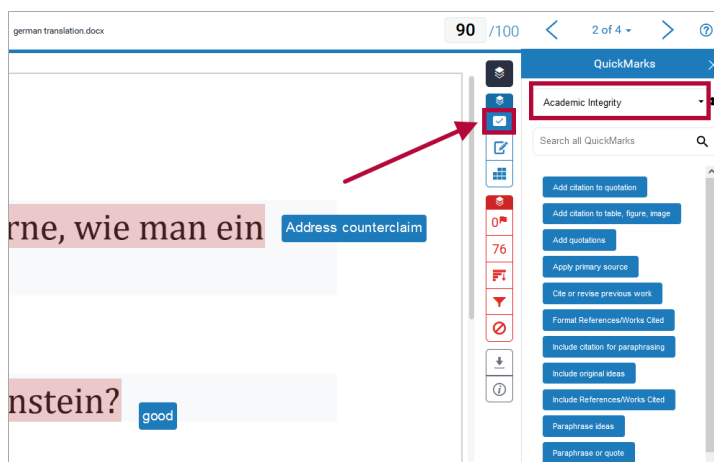 german translation.docx
90 /100
2 of 4
QuickMarks
Academic Integrity
Search all QuickMarks
Add citation to quotation
Add citation to table, figure, image
Add quotations
Apply primary source
Cite or revise previous work
Format References/Works Cited
Include citation for paraphrasing
Include original ideas
Include References/Works Cited
Paraphrase ideas
Paraphrase or quote
0
76
rne, wie man ein
Address counterclaim
nstein?
good